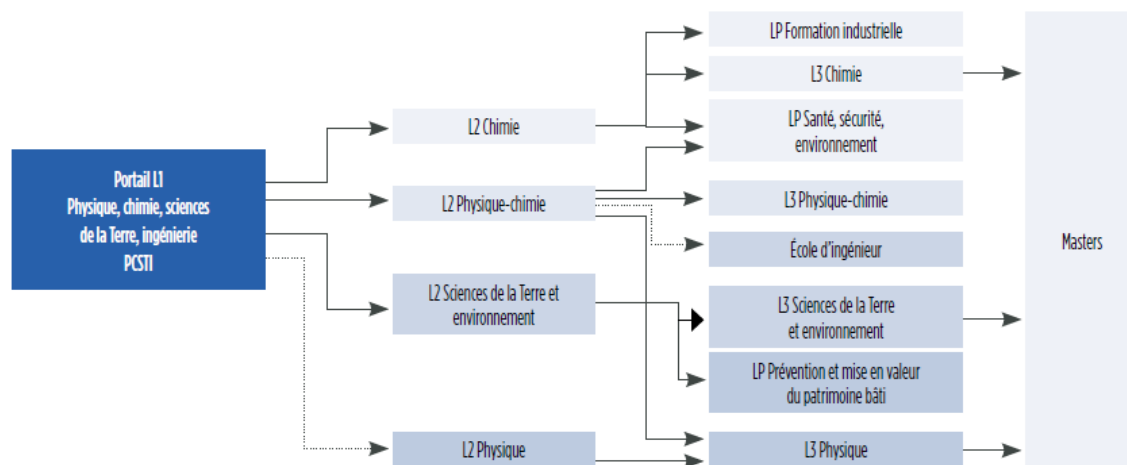 Portail L1
Physique, chimie, sciences
de la Terre, ingénierie
PCSTI
L2 Chimie
L2 Physique-chimie
L2 Sciences de la Terre et
environnement
L2 Physique
LP Formation industrielle
L3 Chimie
LP Santé, sécurité,
environnement
L3 Physique-chimie
École d'ingénieur
L3 Sciences de la Terre
et environnement
LP Prévention et mise en valeur
du patrimoine bâti
L3 Physique
Masters